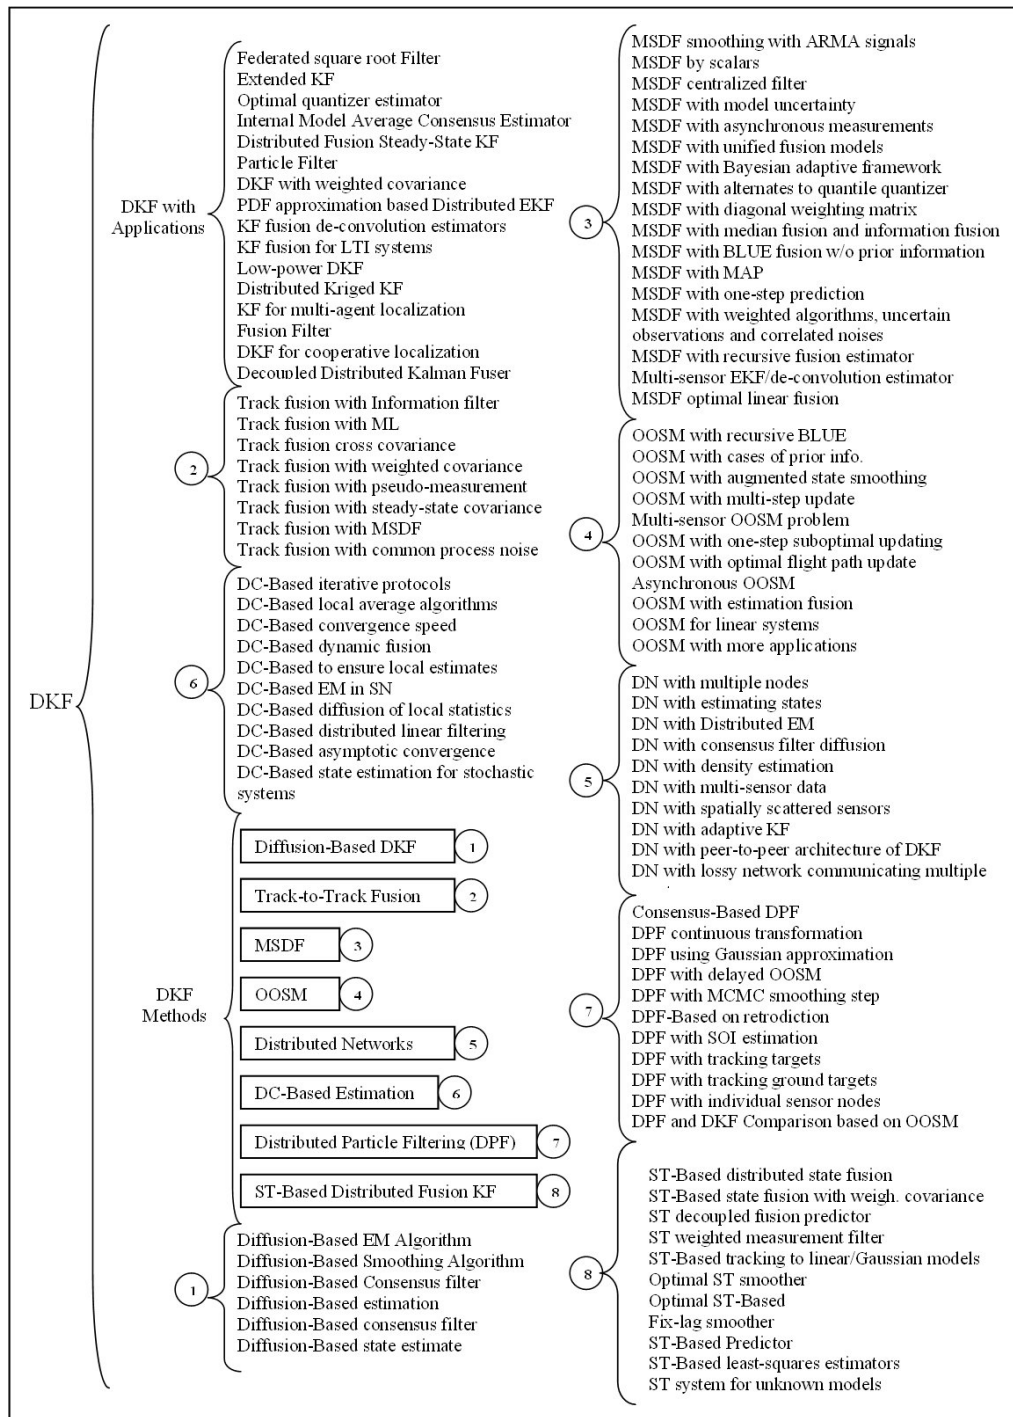 DKF
DKF with
Applications
Federated square root Filter
Extended KF
Optimal quantizer estimator
Internal Model Average Consensus Estimator
Distributed Fusion Steady-State KF
Particle Filter
DKF with weighted covariance
PDF approximation based Distributed EKF
KF fusion de-convolution estimators
KF fusion for LTI systems
Low-power DKF
Distributed Kriged KF
KF for multi-agent localization
Fusion Filter
DKF for cooperative localization
Decoupled Distributed Kalman Fuser
2
Track fusion with Information filter
Track fusion with ML
Track fusion cross covariance
Track fusion with weighted covariance
Track fusion with pseudo-measurement
Track fusion with steady-state covariance
Track fusion with MSDF
Track fusion with common process noise
6
DC-Based iterative protocols
DC-Based local average algorithms
DC-Based convergence speed
DC-Based dynamic fusion
DC-Based to ensure local estimates
DC-Based EM in SN
DC-Based diffusion of local statistics
DC-Based distributed linear filtering
DC-Based asymptotic convergence
DC-Based state estimation for stochastic
systems
DKF
Methods
Diffusion-Based DKF 1
Track-to-Track Fusion 2
MSDF 3
OOSM 4
Distributed Networks 5
DC-Based Estimation 6
Distributed Particle Filtering (DPF) 7
ST-Based Distributed Fusion KF 8
1
Diffusion-Based EM Algorithm
Diffusion-Based Smoothing Algorithm
Diffusion-Based Consensus filter
Diffusion-Based estimation
Diffusion-Based consensus filter
Diffusion-Based state estimate
3
MSDF smoothing with ARMA signals
MSDF by scalars
MSDF centralized filter
MSDF with model uncertainty
MSDF with asynchronous measurements
MSDF with unified fusion models
MSDF with Bayesian adaptive framework
MSDF with alternates to quantile quantizer
MSDF with diagonal weighting matrix
MSDF with median fusion and information fusion
MSDF with BLUE fusion w/o prior information
MSDF with MAP
MSDF with one-step prediction
MSDF with weighted algorithms, uncertain
observations and correlated noises
MSDF with recursive fusion estimator
Multi-sensor EKF/de-convolution estimator
MSDF optimal linear fusion
4
OOSM with recursive BLUE
OOSM with cases of prior info.
OOSM with augmented state smoothing
OOSM with multi-step update
Multi-sensor OOSM problem
OOSM with one-step suboptimal updating
OOSM with optimal flight path update
Asynchronous OOSM
OOSM with estimation fusion
OOSM for linear systems
OOSM with more applications
5
DN with multiple nodes
DN with estimating states
DN with Distributed EM
DN with consensus filter diffusion
DN with density estimation
DN with multi-sensor data
DN with spatially scattered sensors
DN with adaptive KF
DN with peer-to-peer architecture of DKF
DN with lossy network communicating multiple
7
Consensus-Based DPF
DPF continuous transformation
DPF using Gaussian approximation
DPF with delayed OOSM
DPF with MCMC smoothing step
DPF-Based on retrodiction
DPF with SOI estimation
DPF with tracking targets
DPF with tracking ground targets
DPF with individual sensor nodes
DPF and DKF Comparison based on OOSM
8
ST-Based distributed state fusion
ST-Based state fusion with weigh. covariance
ST decoupled fusion predictor
ST weighted measurement filter
ST-Based tracking to linear/Gaussian models
Optimal ST smoother
Optimal ST-Based
Fix-lag smoother
ST-Based Predictor
ST-Based least-squares estimators
ST system for unknown models